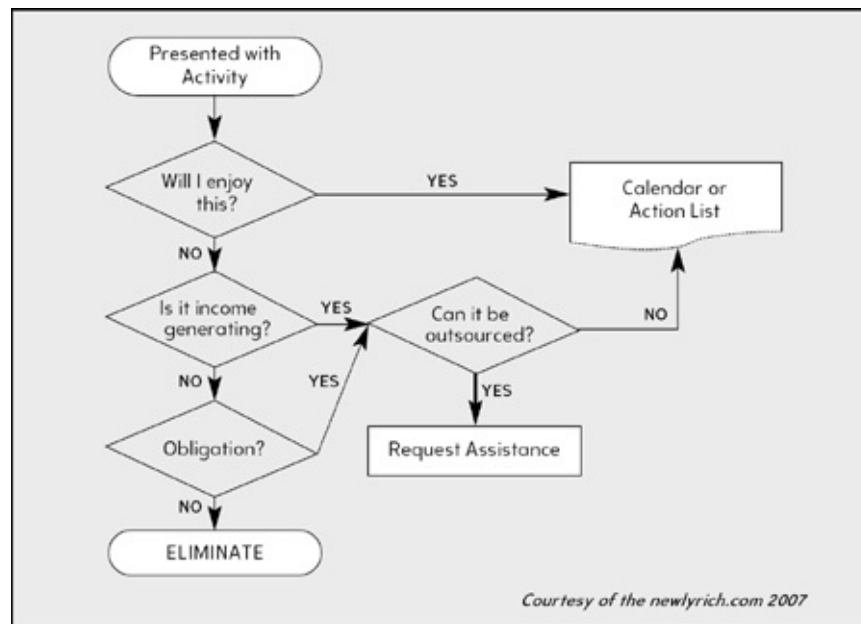 Presented with
Activity
Will I enjoy
this?
YES
Calendar or
Action List
NO
Is it income
generating?
YES
Can it be
outsourced?
NO
NO
YES
YES
Obligation?
Request Assistance
NO
ELIMINATE
Courtesy of the newlyrich.com 2007